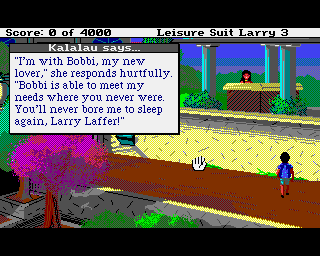 Score: 0 of 4000 Leisure Suit Larry 3
Kalalau says...
"I'm with Bobbi, my new
lover," she responds hurtfully.
"Bobbi is able to meet my
needs where you never were.
You'll never bore me to sleep
again, Larry Laffer!"